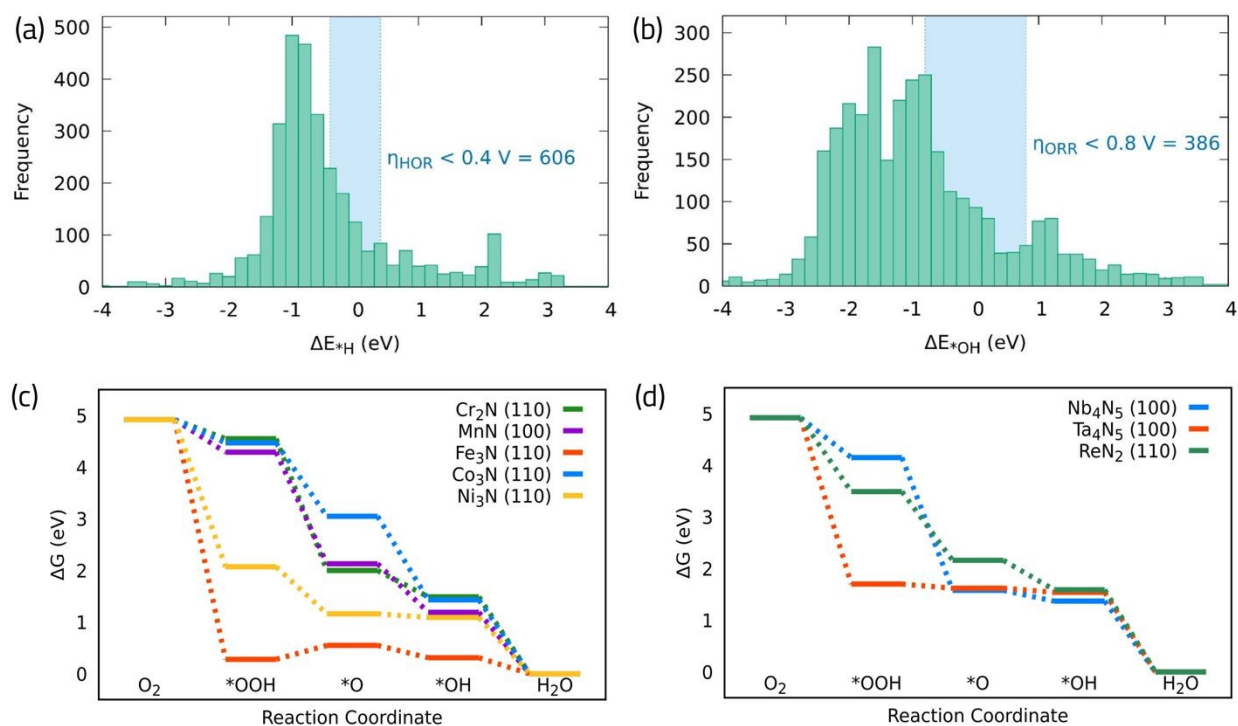 (a)
500
400
300
200
100
0
Frequency
-4 -3 -2 -1 0 1 2 3 4
ΔE*H (eV)
ηHOR < 0.4 V = 606
(b)
300
250
200
150
100
50
0
Frequency
-4 -3 -2 -1 0 1 2 3 4
ΔE*OH (eV)
ηORR < 0.8 V = 386
(c)
Cr2N (110)
MnN (100)
Fe3N (110)
Co3N (110)
Ni3N (110)
5
4
3
2
1
0
ΔG (eV)
O2 *OOH *O *OH H2O
Reaction Coordinate
(d)
Nb4N5 (100)
Ta4N5 (100)
ReN2 (110)
5
4
3
2
1
0
ΔG (eV)
O2 *OOH *O *OH H2O
Reaction Coordinate